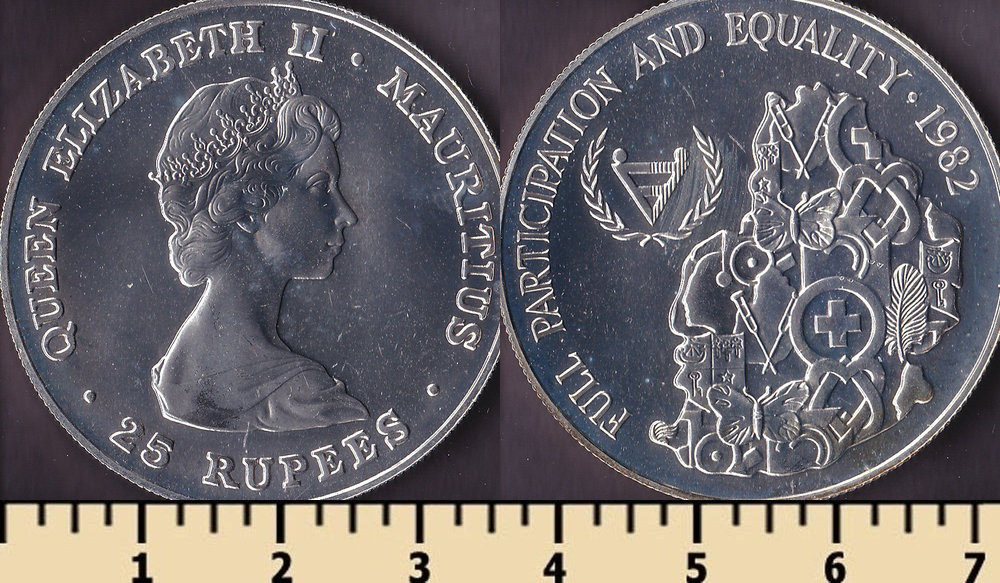 QUEEN ELIZABETH II · MAURITIUS
· 25 RUPEES ·
FULL PARTICIPATION AND EQUALITY · 1982
1 2 3 4 5 6 7